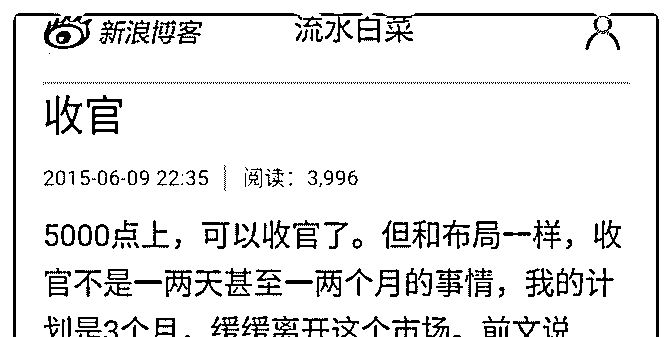 新浪博客 流水白菜
收官
2015-06-09 22:35 | 阅读：3,996
5000点上，可以收官了。但和布局一样，收
官不是一两天甚至一两个月的事情，我的计
划是3个月，缓缓离开这个市场。前文说